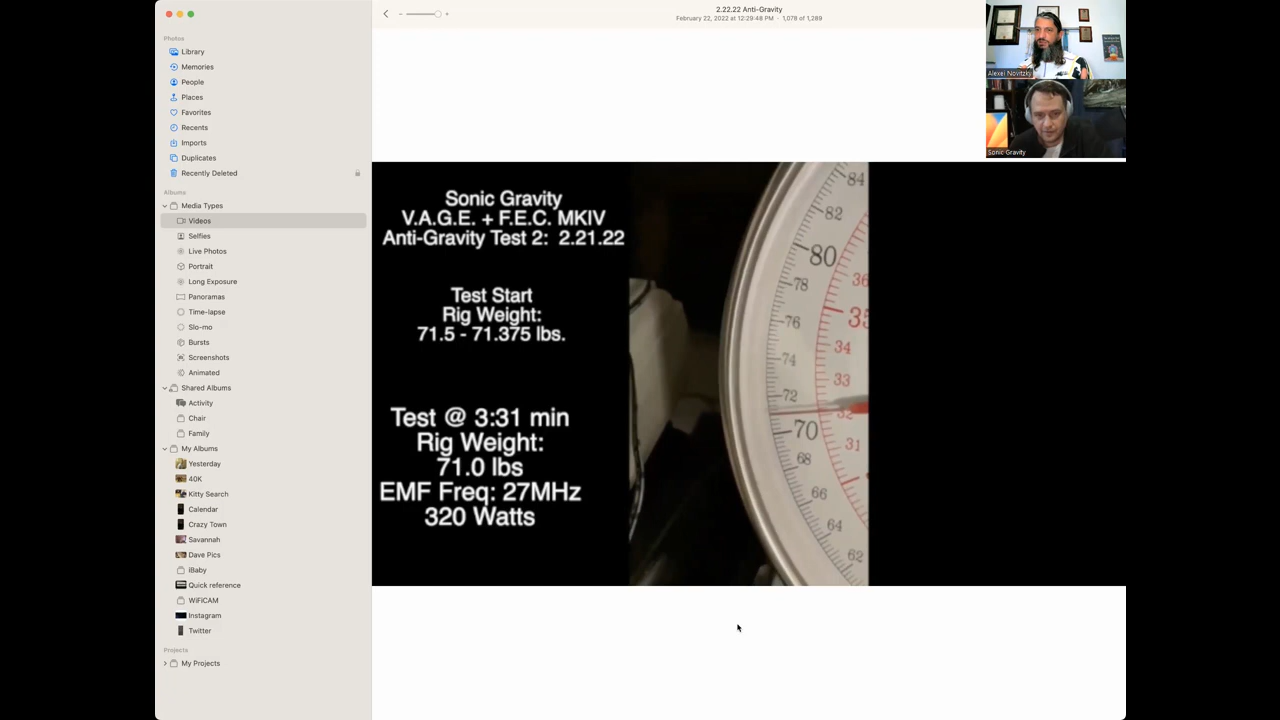 2.22.22 Anti-Gravity
February 22, 2022 at 12:29:48 PM · 1,078 of 1,289
Photos
Library
Memories
People
Places
Favorites
Recents
Imports
Duplicates
Recently Deleted
Albums
Media Types
Videos
Selfies
Live Photos
Portrait
Long Exposure
Panoramas
Time-lapse
Slo-mo
Bursts
Screenshots
Animated
Shared Albums
Activity
Chair
Family
My Albums
Yesterday
40K
Kitty Search
Calendar
Crazy Town
Savannah
Dave Pics
iBaby
Quick reference
WiFiCAM
Instagram
Twitter
Projects
My Projects
Sonic Gravity
V.A.G.E. + F.E.C. MKIV
Anti-Gravity Test 2: 2.21.22
Test Start
Rig Weight:
71.5 - 71.375 lbs.
Test @ 3:31 min
Rig Weight:
71.0 lbs
EMF Freq: 27MHz
320 Watts
84
82
80
78
76
74
72
70
68
66
64
62
36
35
34
33
32
31
Alexei Novitzky
Sonic Gravity